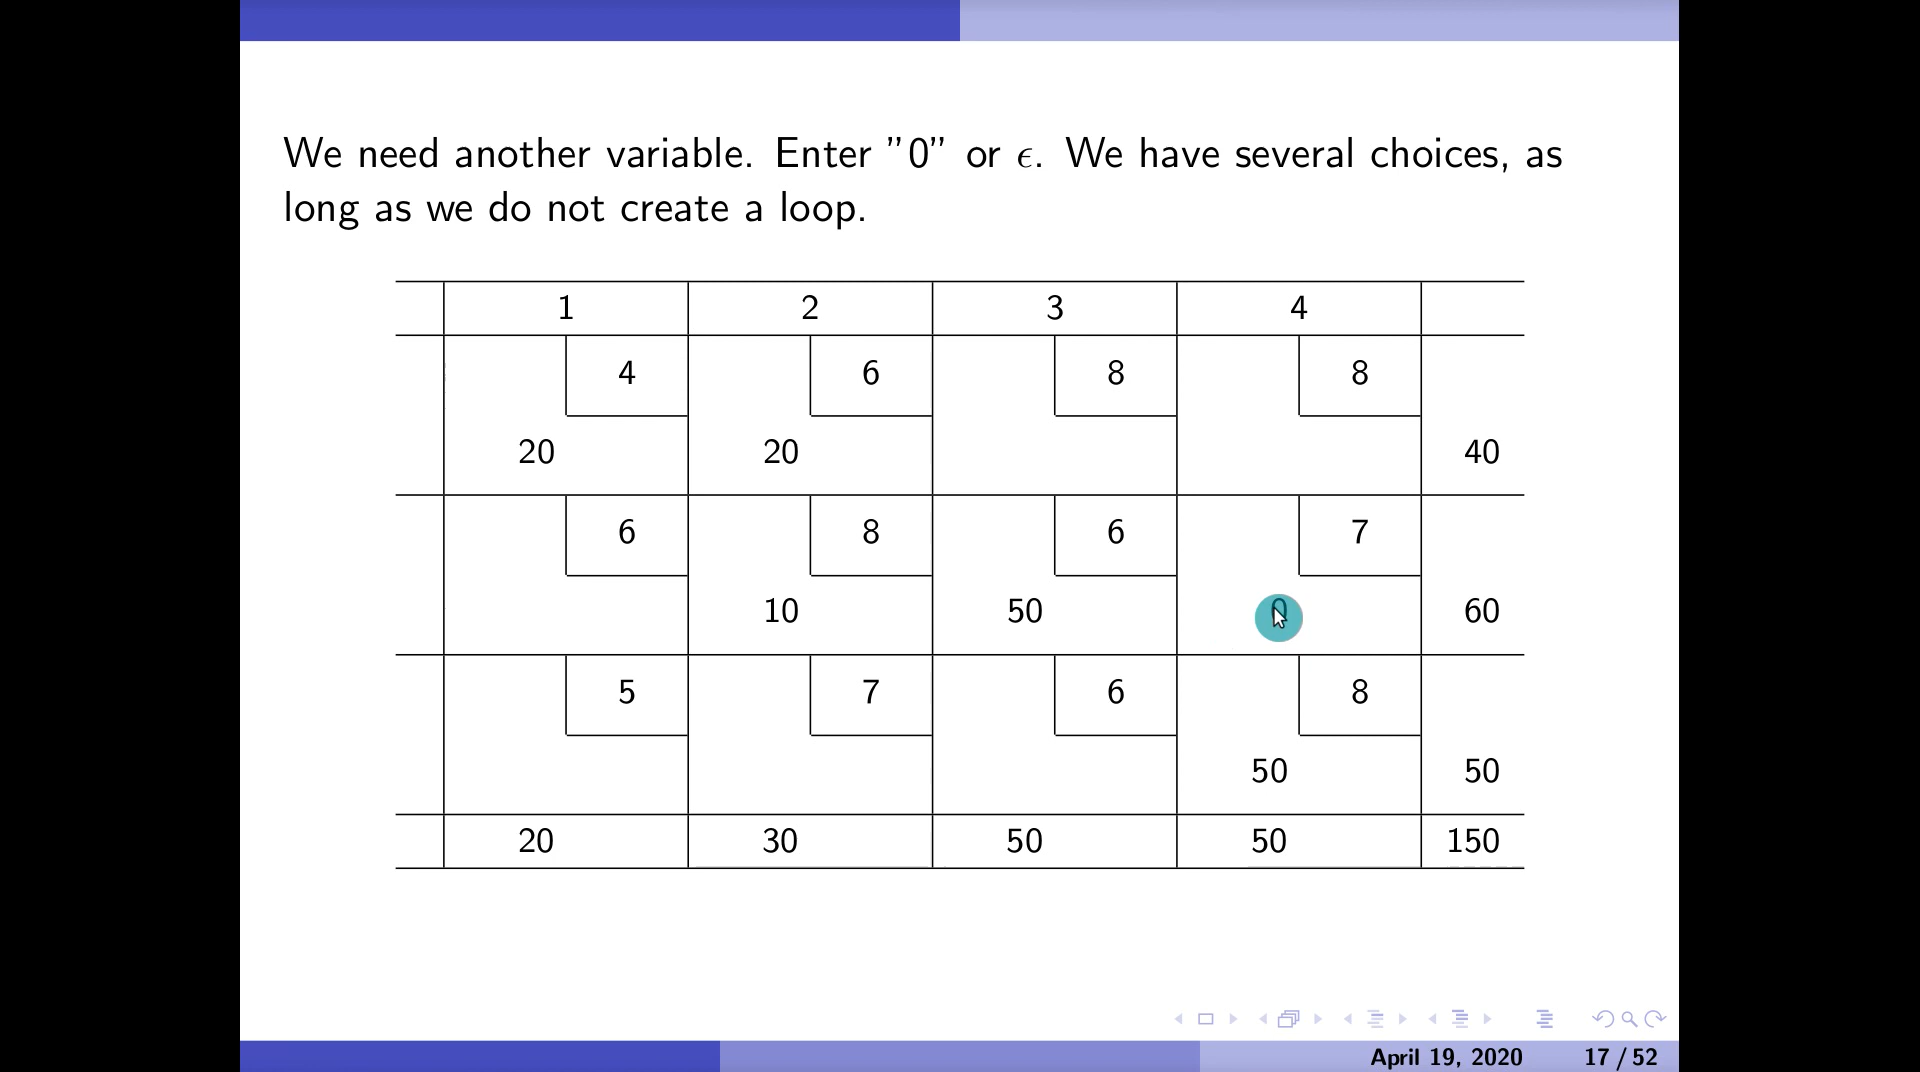 We need another variable. Enter ”0” or ϵ. We have several choices, as
long as we do not create a loop.
1 2 3 4
4 6 8 8
20 20 40
6 8 6 7
10 50 0 60
5 7 6 8
50 50
20 30 50 50 150
April 19, 2020 17 / 52